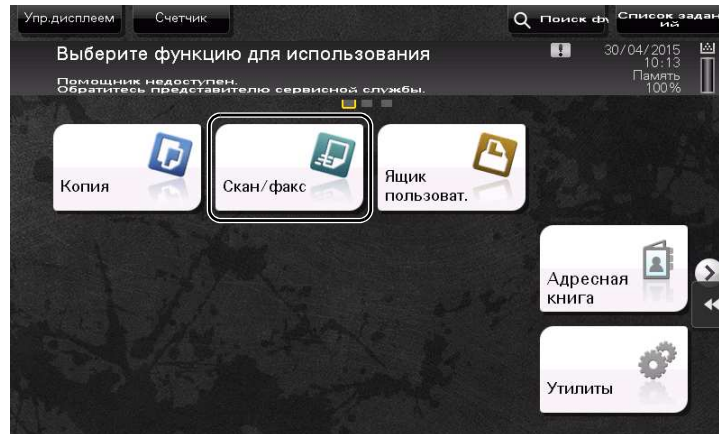 Упр.дисплеем
Счетчик
Поиск фу
Список задан
ий
Выберите функцию для использования
Помощник недоступен.
Обратитесь представителю сервисной службы.
30/04/2015
10:13
Память
100%
Копия
Скан/факс
Ящик
пользоват.
Адресная
книга
Утилиты